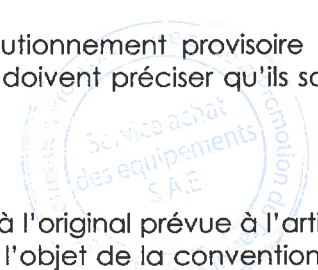 utionnement provisoire
doivent préciser qu'ils so
Service achat
des équipements
S.A.E
à l'original prévue à l'arti
l'objet de la convention